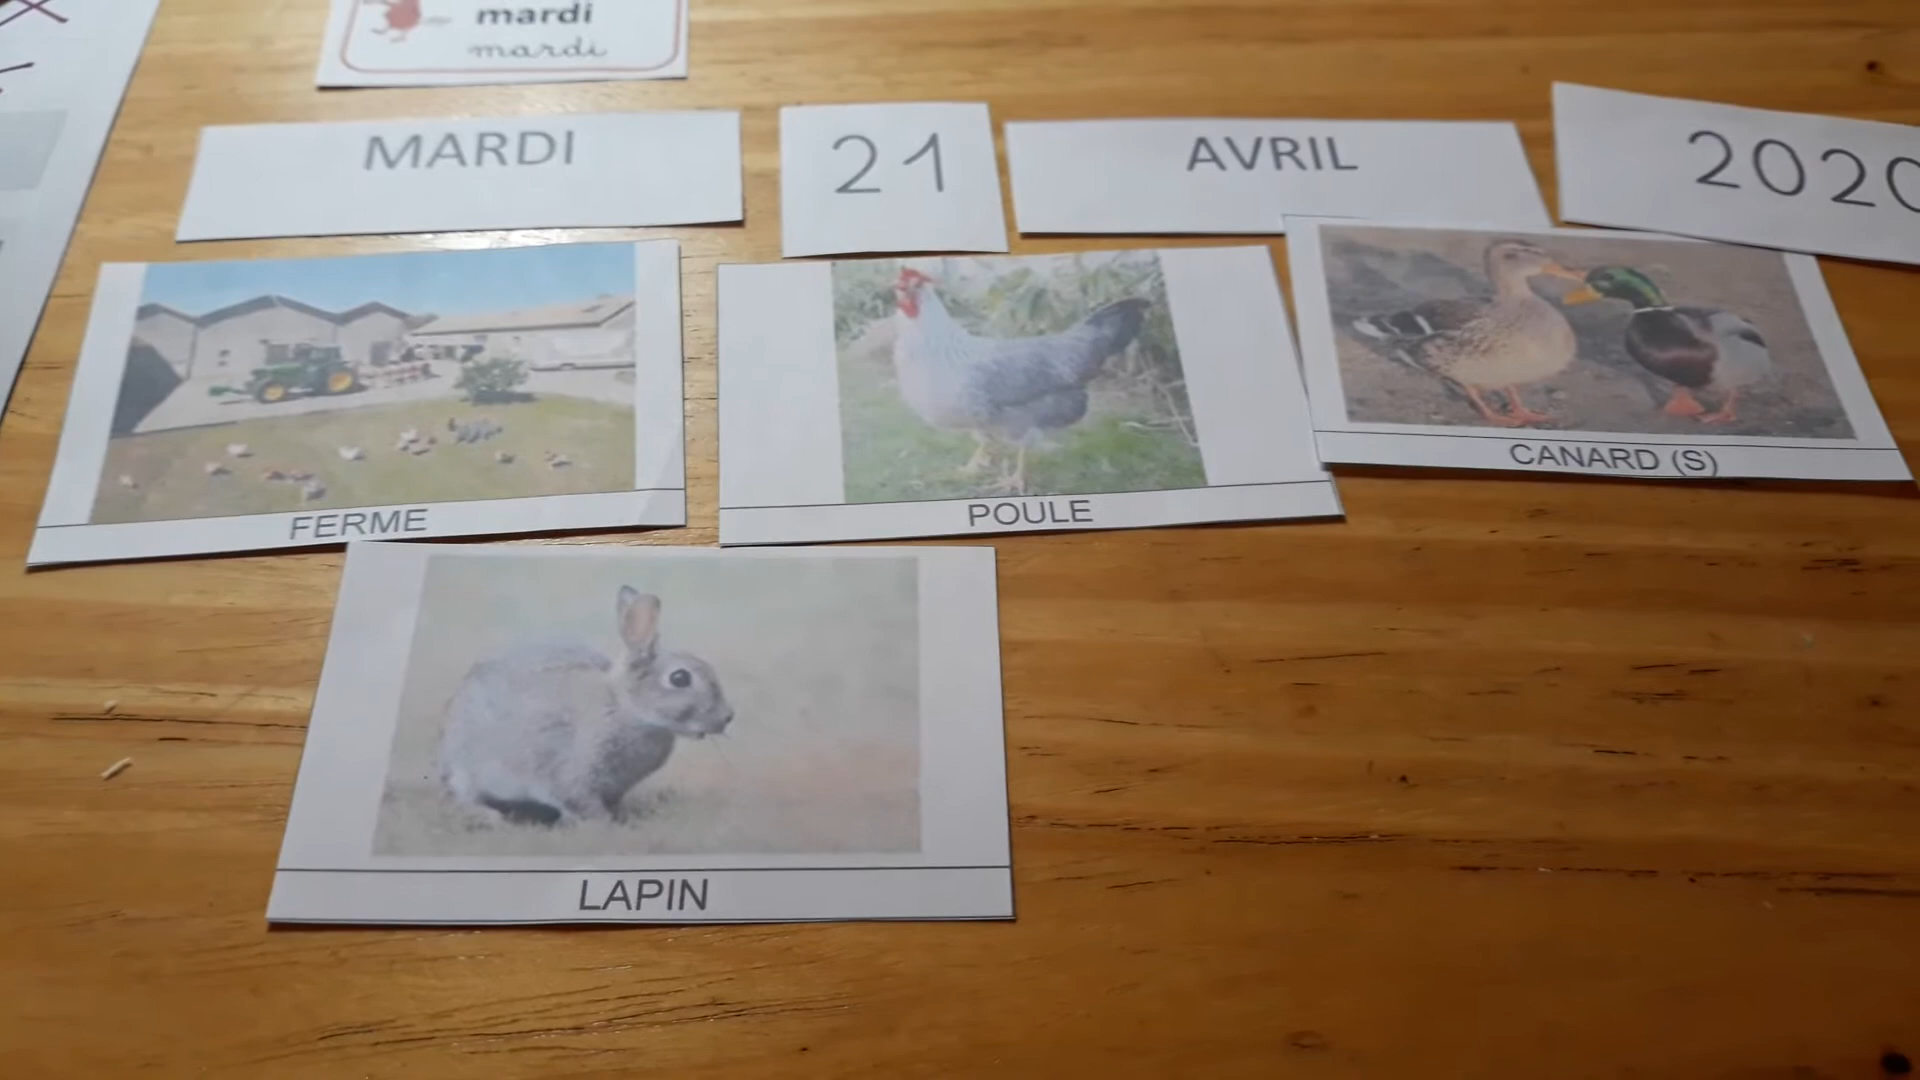 mardi
mardi
MARDI
21
AVRIL
2020
FERME
POULE
CANARD (S)
LAPIN